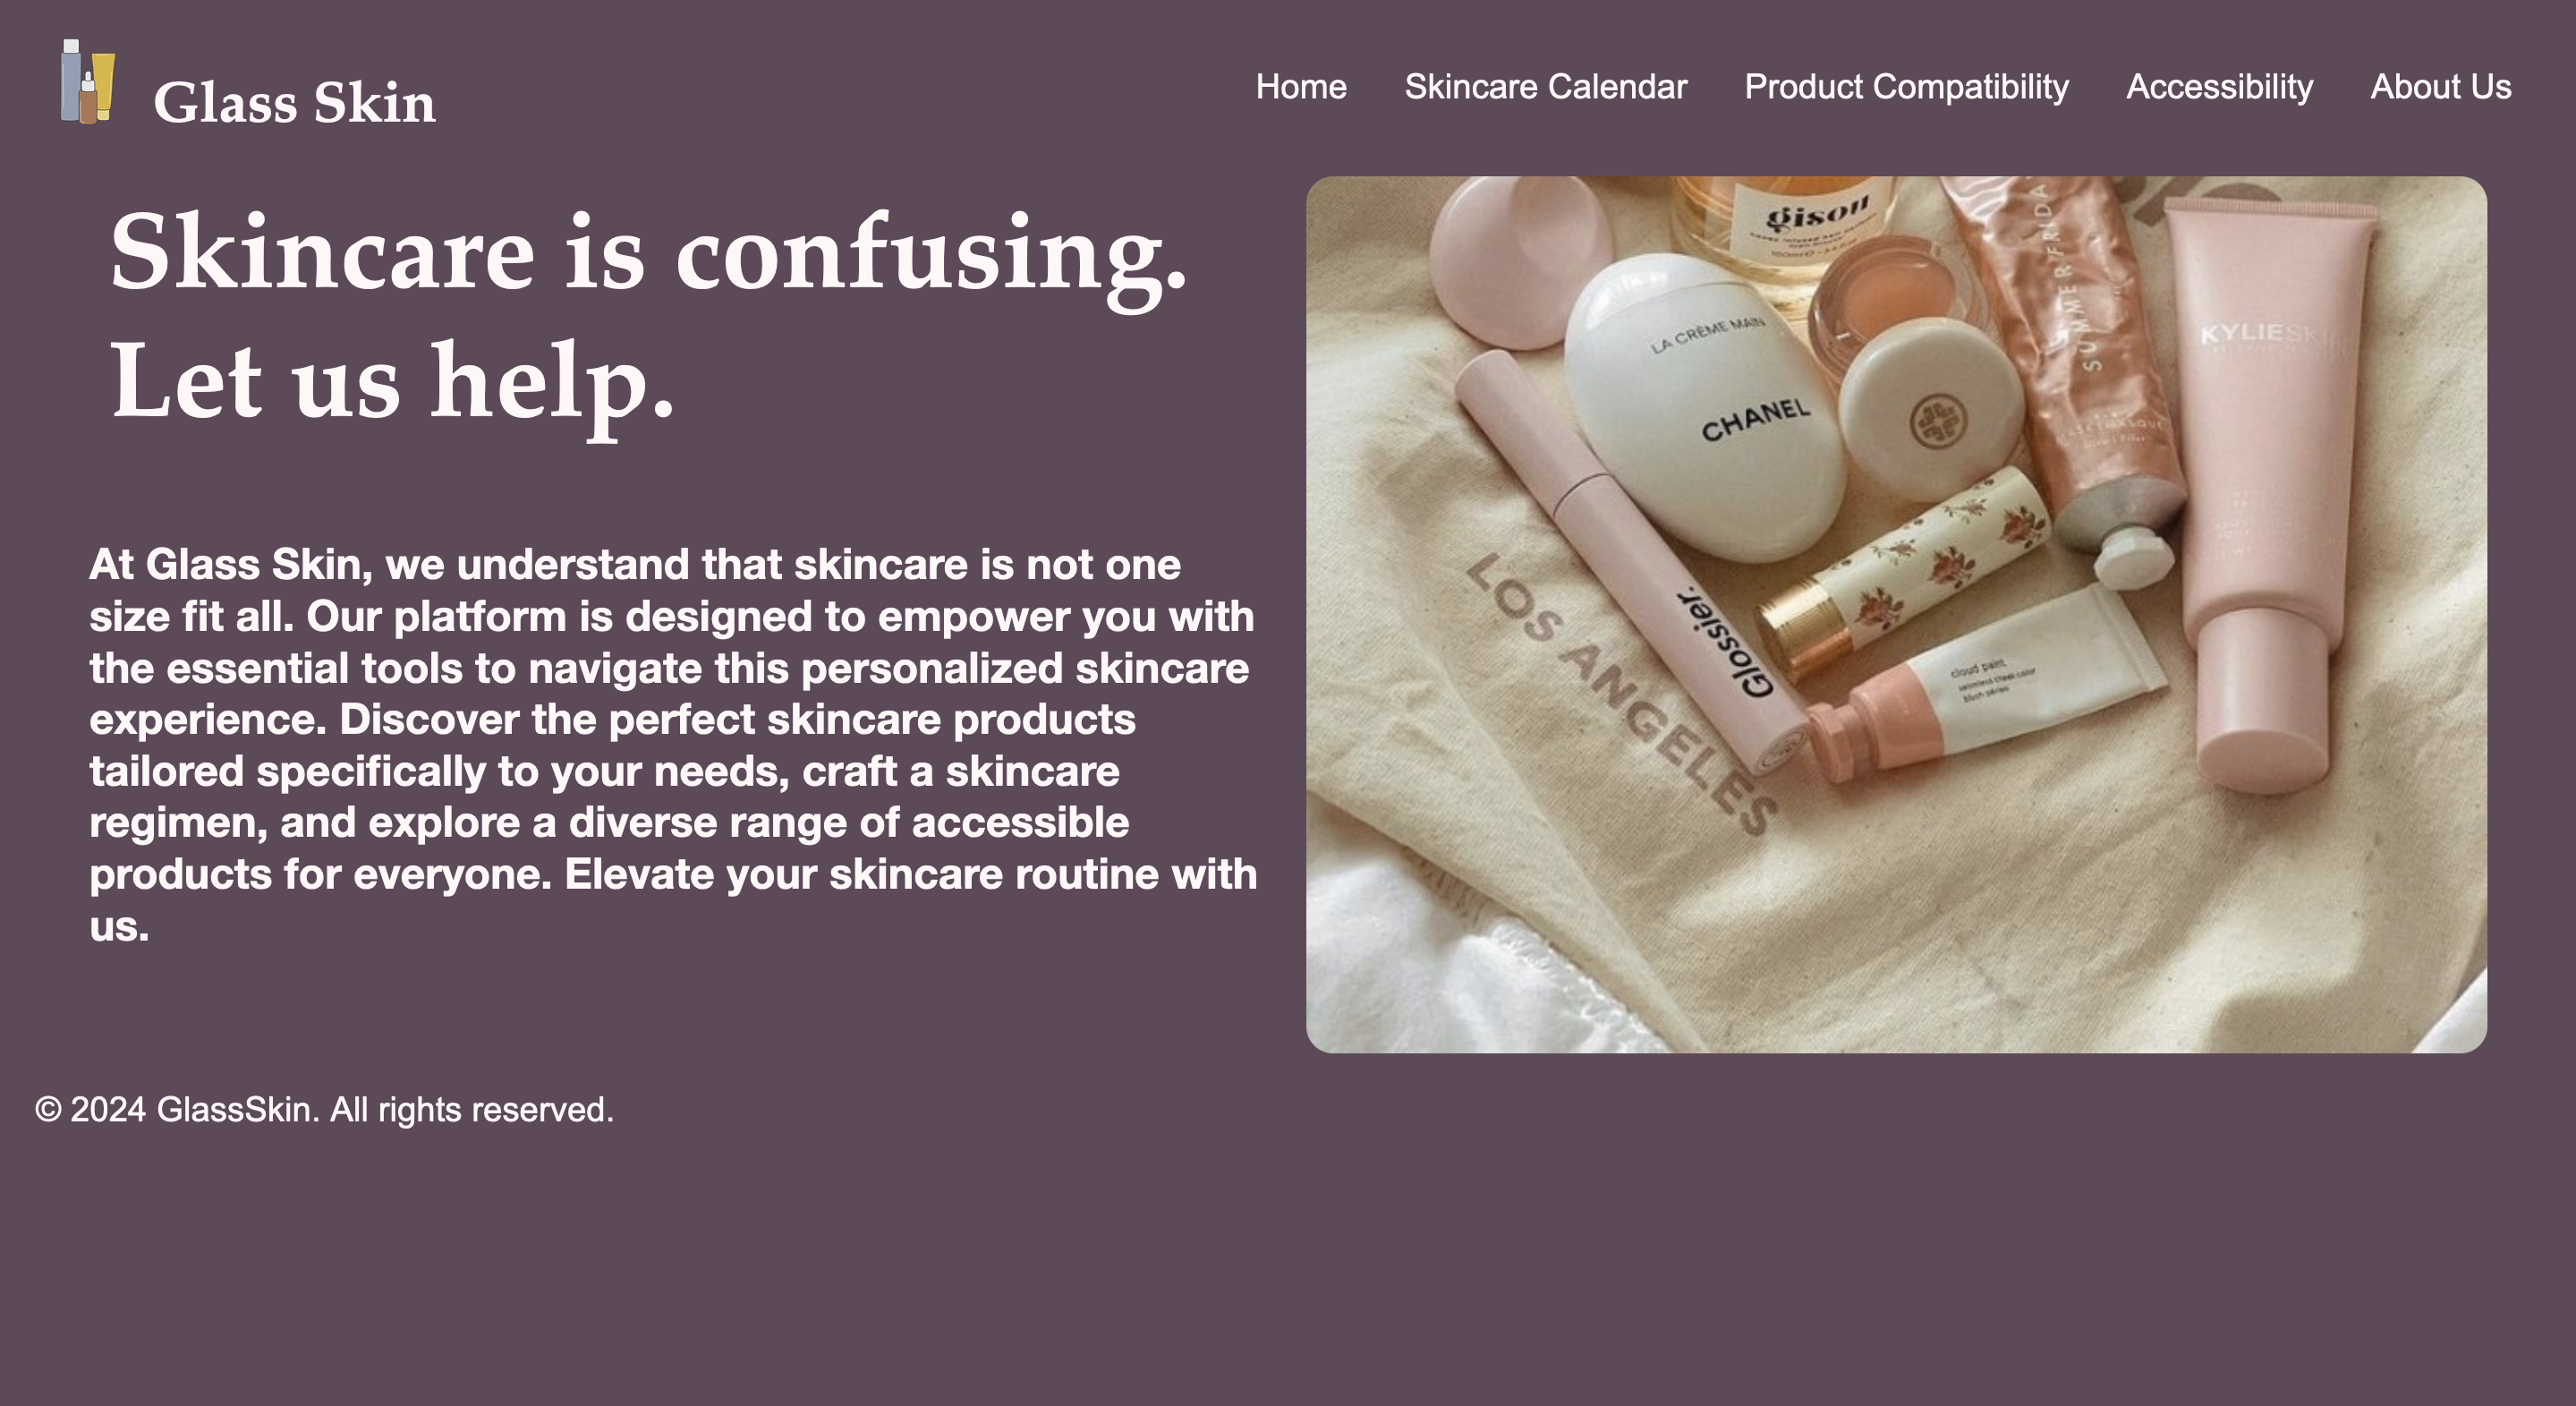 Glass Skin
Home Skincare Calendar Product Compatibility Accessibility About Us
Skincare is confusing.
Let us help.
At Glass Skin, we understand that skincare is not one
size fit all. Our platform is designed to empower you with
the essential tools to navigate this personalized skincare
experience. Discover the perfect skincare products
tailored specifically to your needs, craft a skincare
regimen, and explore a diverse range of accessible
products for everyone. Elevate your skincare routine with
us.
gisou
LA CRÈME MAIN
CHANEL
SUMMER FRIDA
KYLIESKIN
Glossier.
cloud paint
seamless cheek color
LOS ANGELES
© 2024 GlassSkin. All rights reserved.